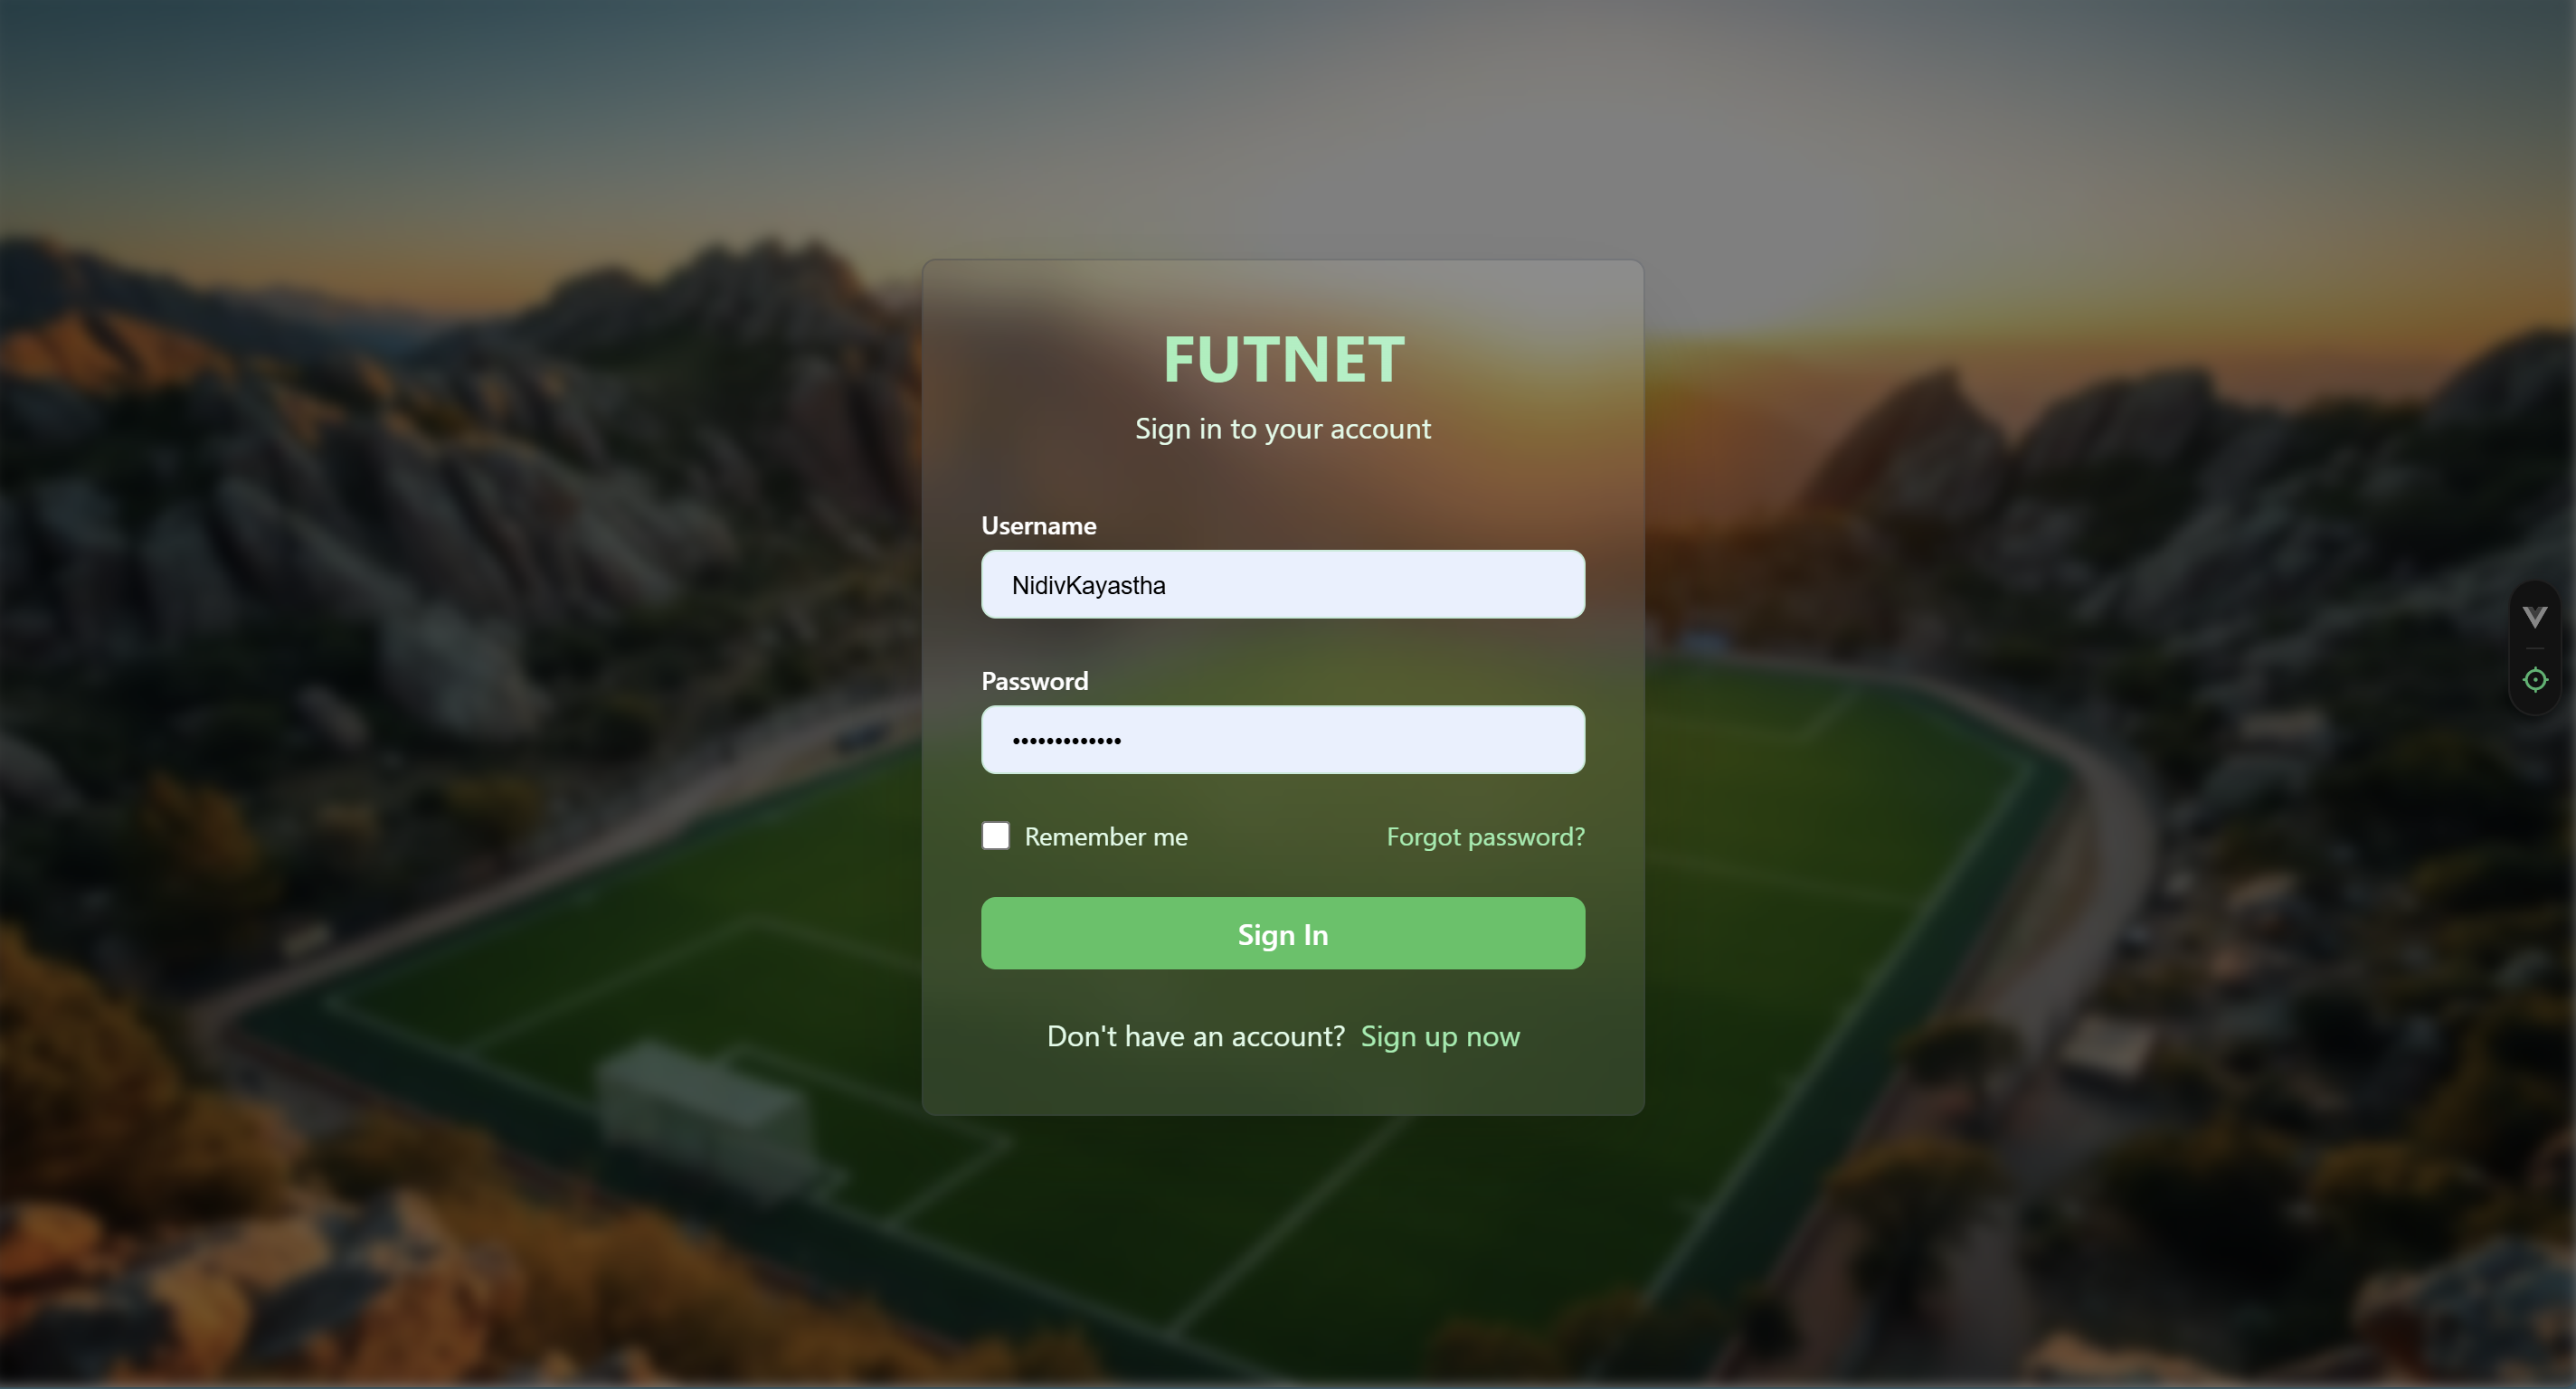 FUTNET
Sign in to your account
Username
NidivKayastha
Password
•••••••••••••
Remember me Forgot password?
Sign In
Don't have an account? Sign up now